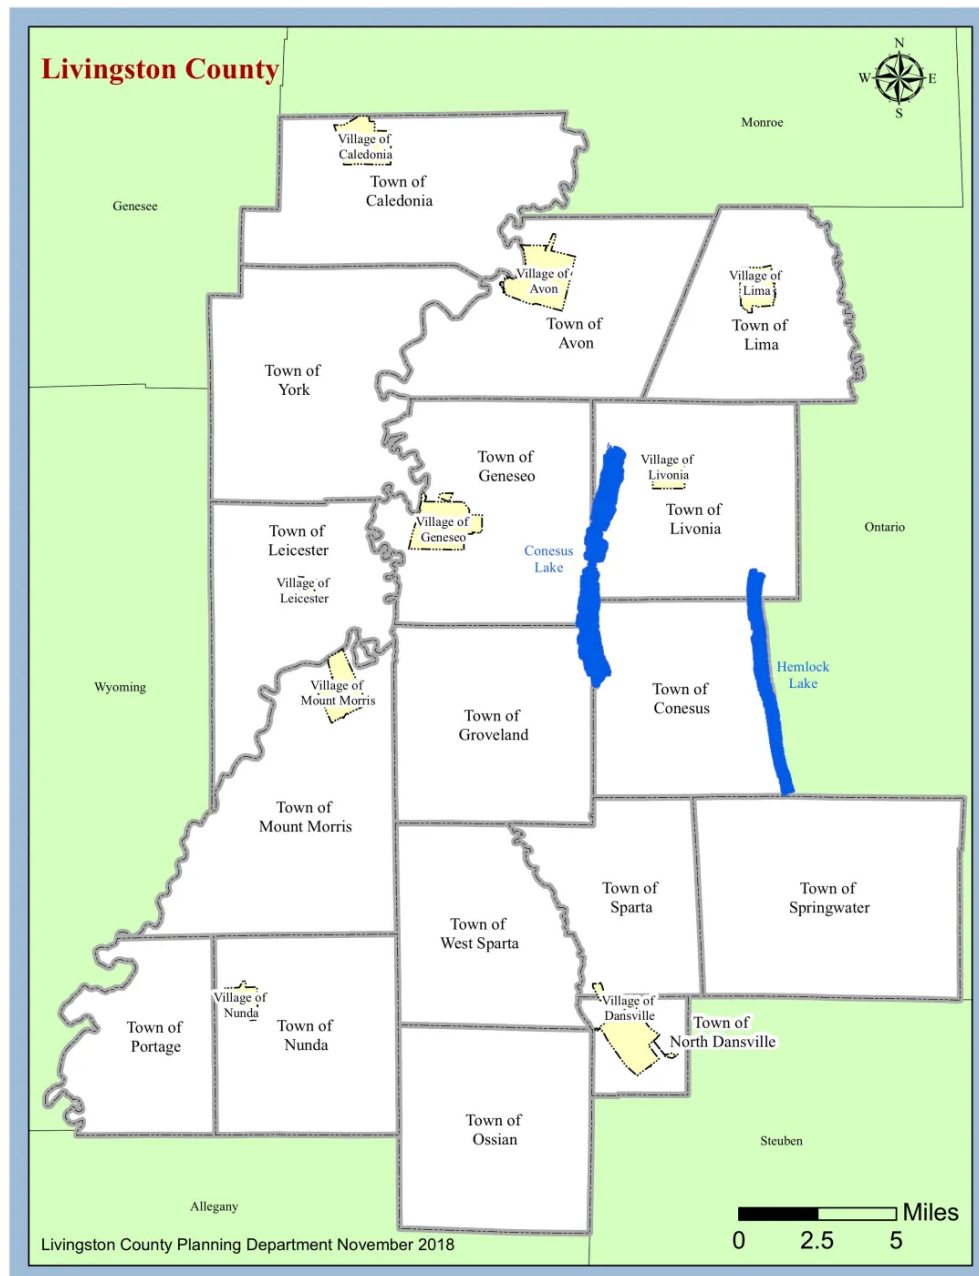 Livingston County
N
W
E
S
Monroe
Village of
Caledonia
Town of
Caledonia
Genesee
Village of
Avon
Village of
Lima
Town of
Avon
Town of
Lima
Town of
York
Town of
Geneseo
Village of
Livonia
Town of
Livonia
Village of
Geneseo
Ontario
Town of
Leicester
Conesus
Lake
Village of
Leicester
Hemlock
Lake
Wyoming
Village of
Mount Morris
Town of
Conesus
Town of
Groveland
Town of
Mount Morris
Town of
Sparta
Town of
Springwater
Town of
West Sparta
Village of
Nunda
Village of
Dansville
Town of
Portage
Town of
Nunda
Town of
North Dansville
Town of
Ossian
Steuben
Allegany
Miles
0 2.5 5
Livingston County Planning Department November 2018